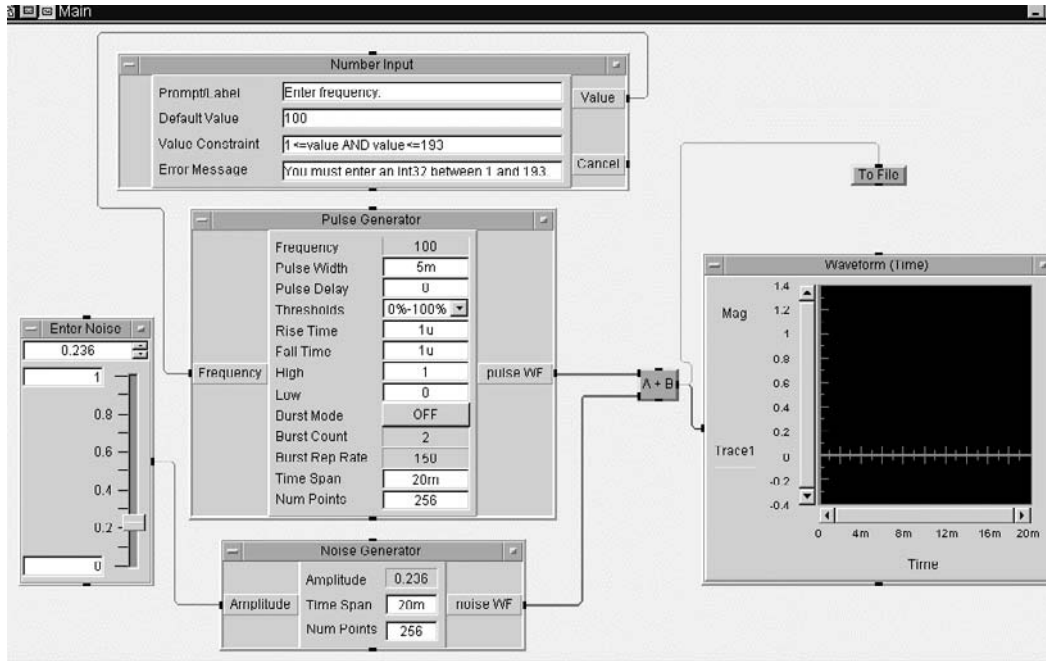 Main
Number Input
Prompt/Label Enter frequency:
Default Value 100
Value Constraint 1<=value AND value<=193
Error Message You must enter an Int32 between 1 and 193.
Value
Cancel
To File
Pulse Generator
Frequency 100
Pulse Width 5m
Pulse Delay 0
Thresholds 0%-100%
Rise Time 1u
Fall Time 1u
High 1
Low 0
Burst Mode OFF
Burst Count 2
Burst Rep Rate 150
Time Span 20m
Num Points 256
Frequency
pulse WF
Enter Noise
0.236
1
0.8
0.6
0.4
0.2
0
A + B
Noise Generator
Amplitude 0.236
Time Span 20m
Num Points 256
Amplitude
noise WF
Waveform (Time)
Mag
Trace1
1.4
1.2
1
0.8
0.6
0.4
0.2
0
-0.2
-0.4
0 4m 8m 12m 16m 20m
Time